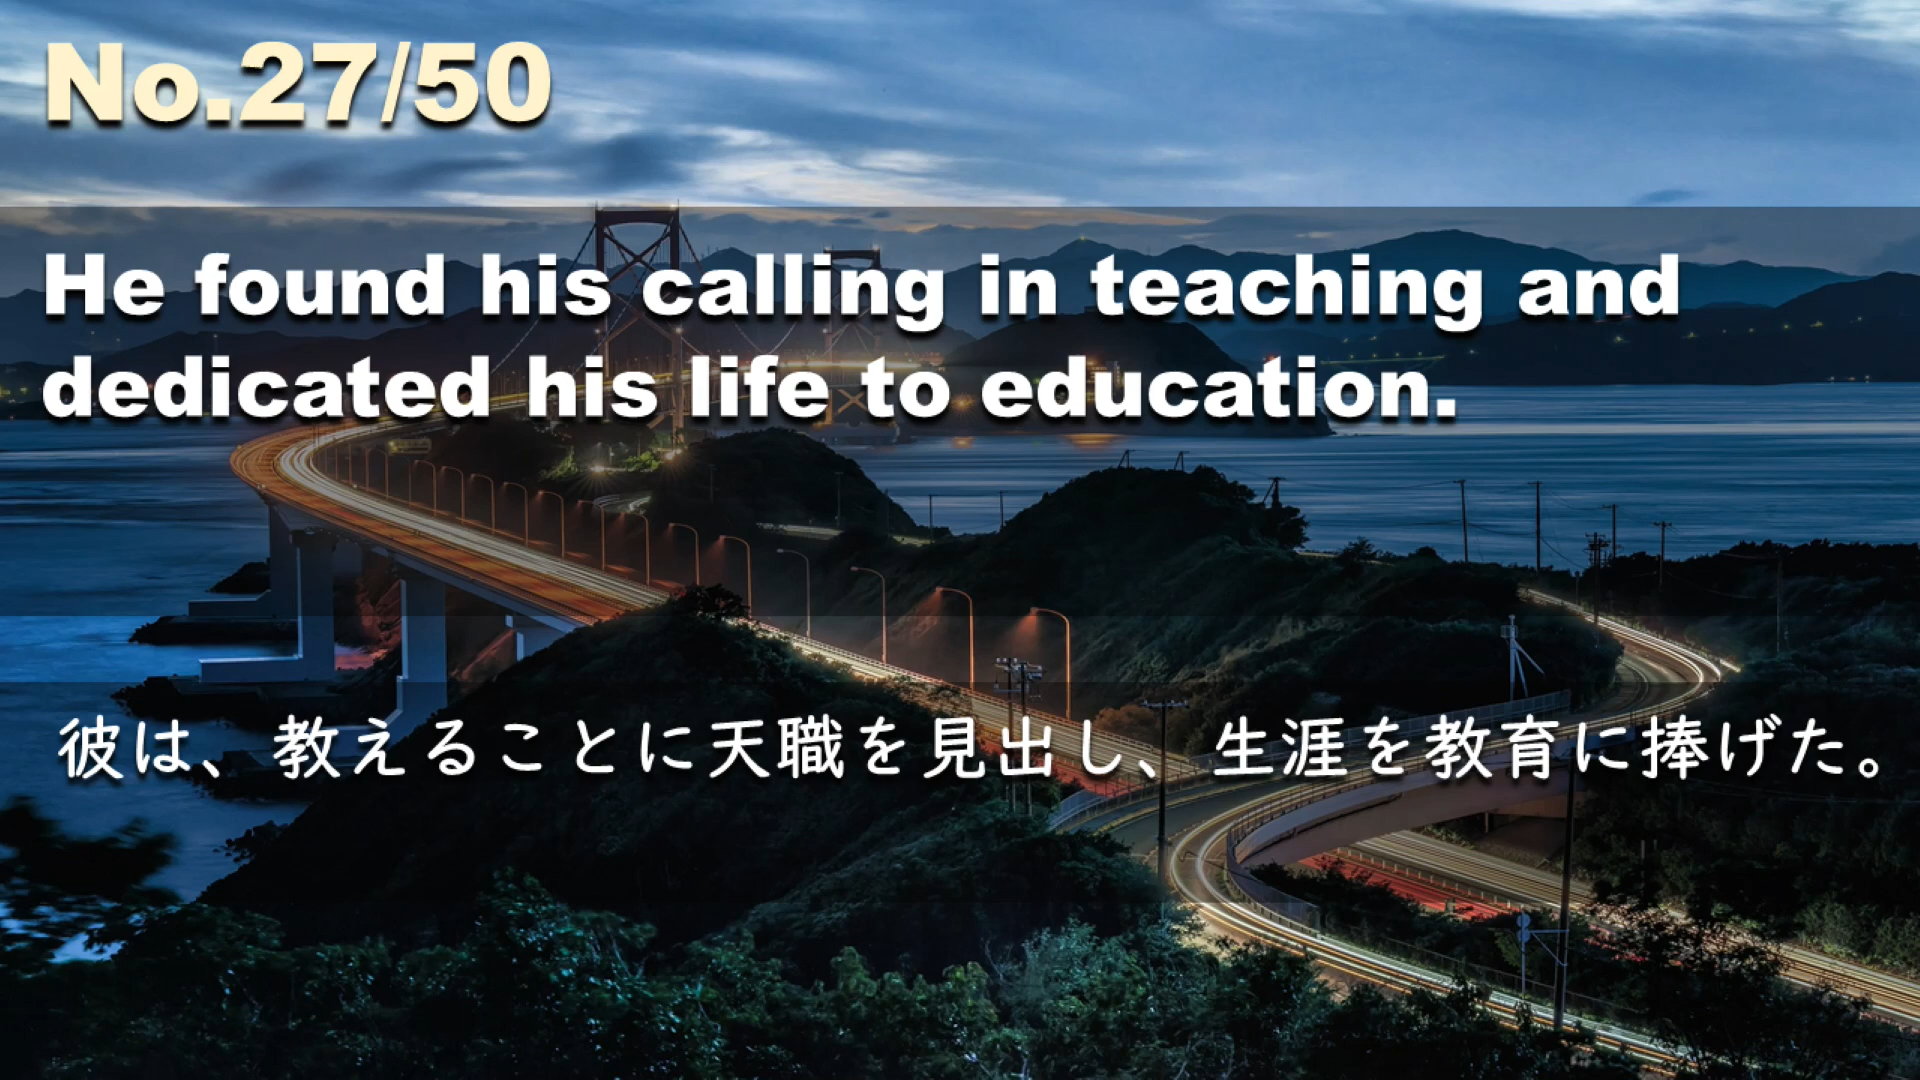 No.27/50
He found his calling in teaching and
dedicated his life to education.
彼は、教えることに天職を見出し、生涯を教育に捧げた。